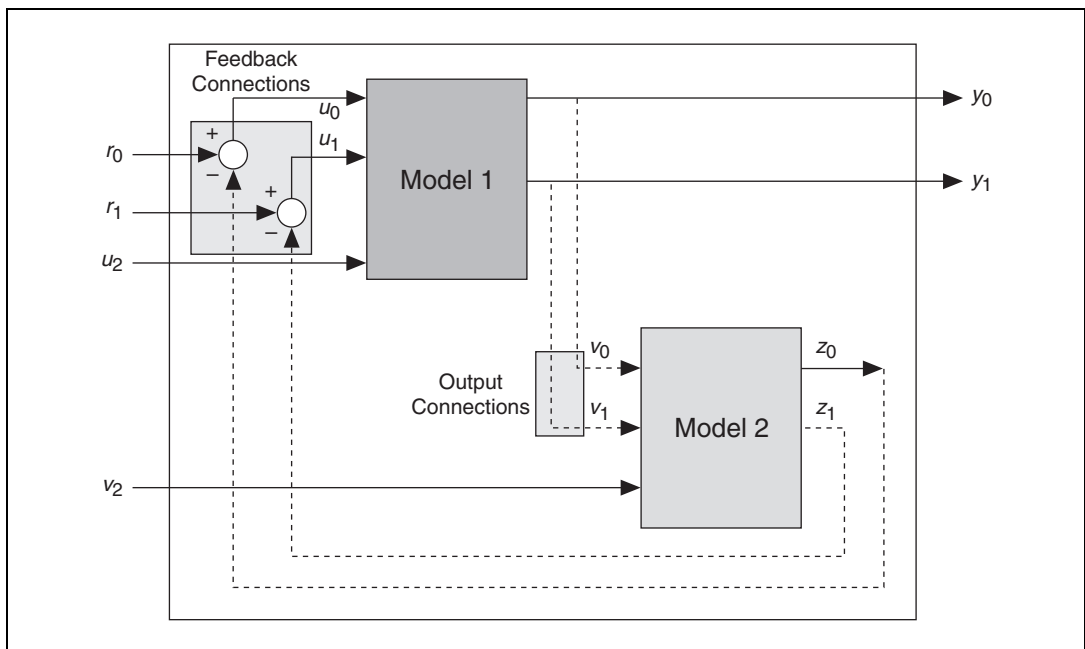 Feedback
Connections
u0
y0
+
r0
−
u1
+
Model 1
y1
r1
−
u2
v0
z0
Output
Connections
v1
z1
Model 2
v2